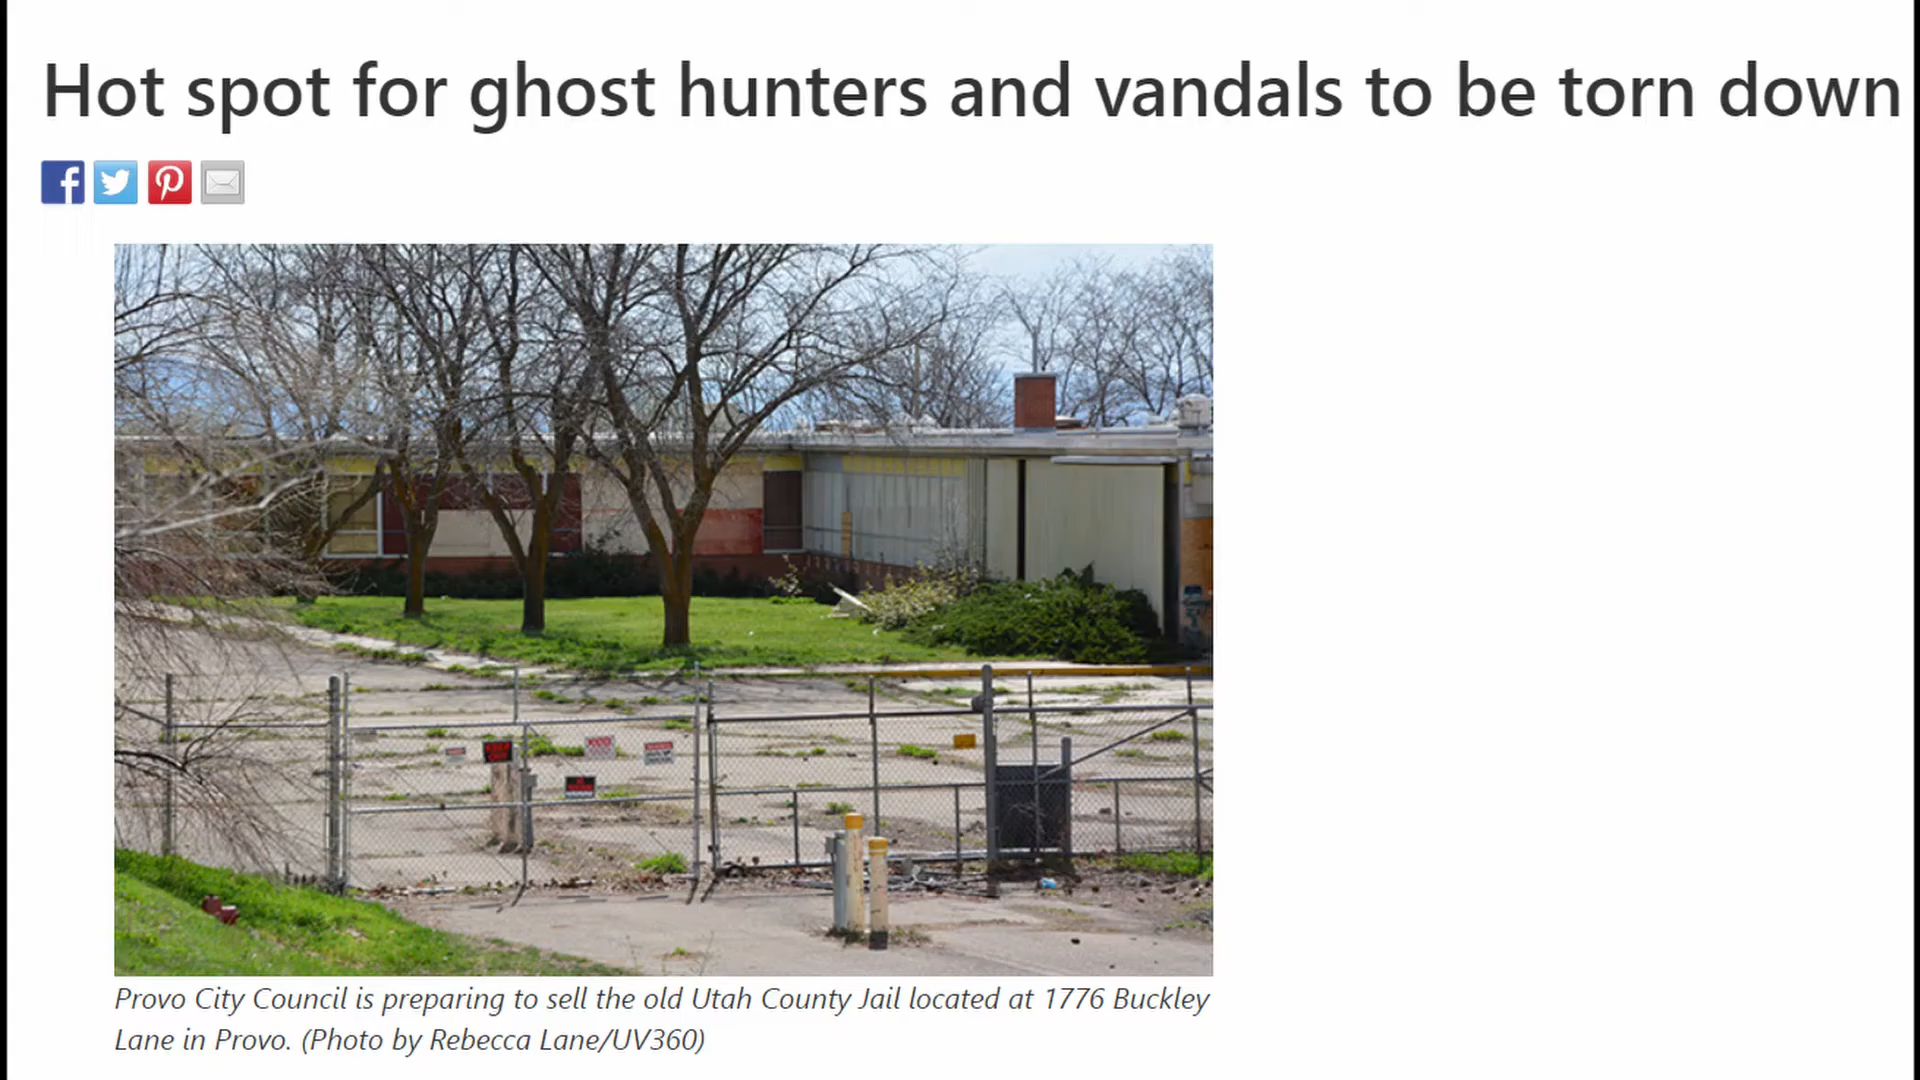 Hot spot for ghost hunters and vandals to be torn down
Provo City Council is preparing to sell the old Utah County Jail located at 1776 Buckley
Lane in Provo. (Photo by Rebecca Lane/UV360)